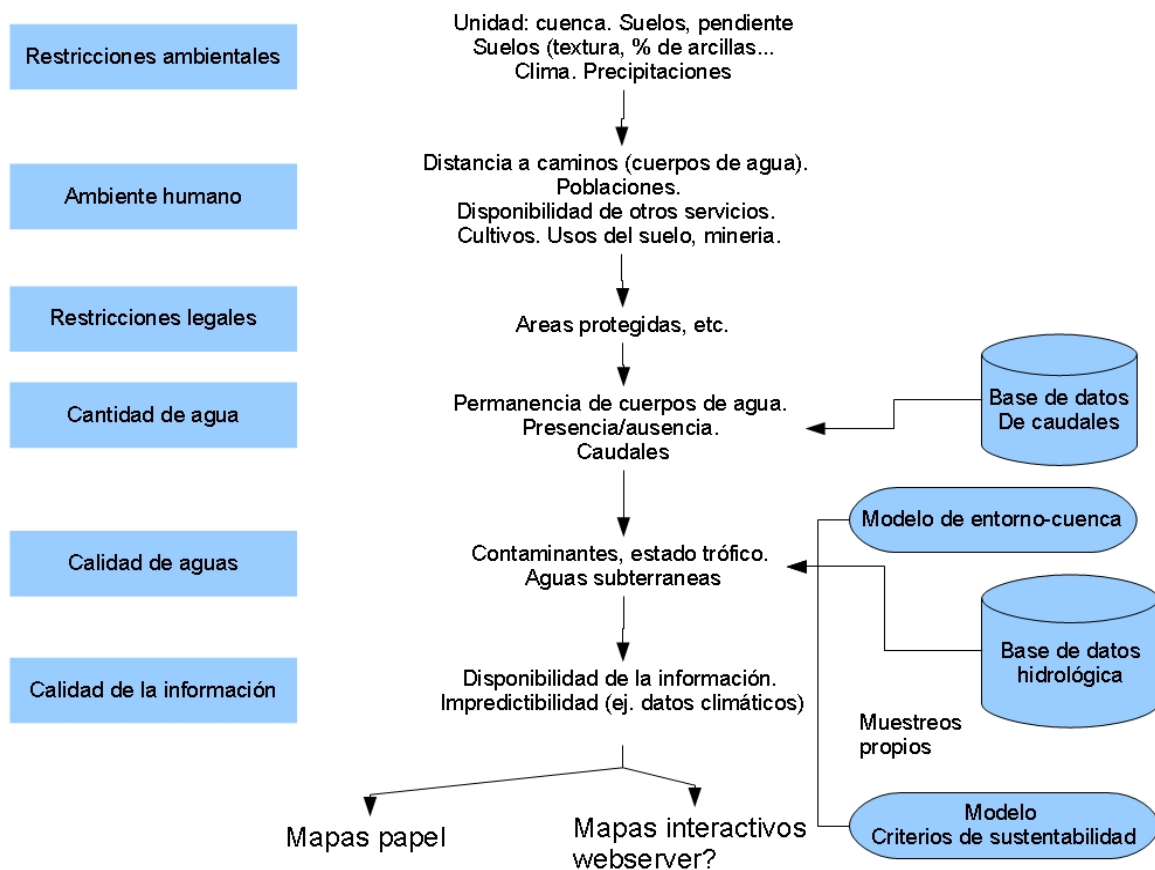 Restricciones ambientales
Unidad: cuenca. Suelos, pendiente
Suelos (textura, % de arcillas...
Clima. Precipitaciones
Ambiente humano
Distancia a caminos (cuerpos de agua).
Poblaciones.
Disponibilidad de otros servicios.
Cultivos. Usos del suelo, mineria.
Restricciones legales
Areas protegidas, etc.
Cantidad de agua
Permanencia de cuerpos de agua.
Presencia/ausencia.
Caudales
Base de datos
De caudales
Modelo de entorno-cuenca
Calidad de aguas
Contaminantes, estado trófico.
Aguas subterraneas
Base de datos
hidrológica
Calidad de la información
Disponibilidad de la información.
Impredictibilidad (ej. datos climáticos)
Muestreos
propios
Mapas papel
Mapas interactivos
webserver?
Modelo
Criterios de sustentabilidad